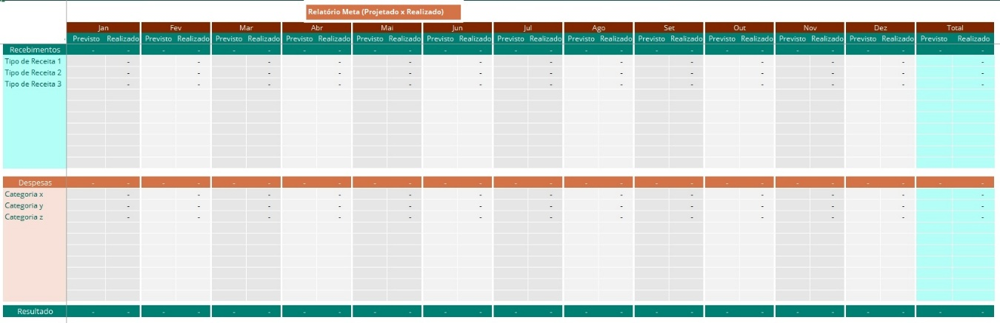 Relatório Meta (Projetado x Realizado)
Jan Fev Mar Abr Mai Jun Jul Ago Set Out Nov Dez Total
Previsto Realizado Previsto Realizado Previsto Realizado Previsto Realizado Previsto Realizado Previsto Realizado Previsto Realizado Previsto Realizado Previsto Realizado Previsto Realizado Previsto Realizado Previsto Realizado Previsto Realizado
Recebimentos - - - - - - - - - - - - - - - - - - - - - - - - - -
Tipo de Receita 1 - - - - - - - - - - - - - -
Tipo de Receita 2 - - - - - - - - - - - - - -
Tipo de Receita 3 - - - - - - - - - - - - - -
Despesas - - - - - - - - - - - - - - - - - - - - - - - - - -
Categoria x - - - - - - - - - - - - - -
Categoria y - - - - - - - - - - - - - -
Categoria z - - - - - - - - - - - - - -
Resultado - - - - - - - - - - - - - - - - - - - - - - - - - -